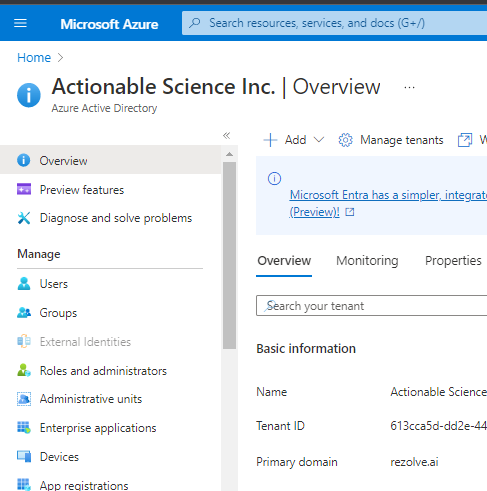 Microsoft Azure
Search resources, services, and docs (G+/)
Home
Actionable Science Inc. | Overview ...
Azure Active Directory
Overview
Preview features
Diagnose and solve problems
Manage
Users
Groups
External Identities
Roles and administrators
Administrative units
Enterprise applications
Devices
App registrations
Add
Manage tenants
W
Microsoft Entra has a simpler, integrate
(Preview)!
Overview
Monitoring
Properties
Search your tenant
Basic information
Name Actionable Science
Tenant ID 613cca5d-dd2e-44
Primary domain rezolve.ai